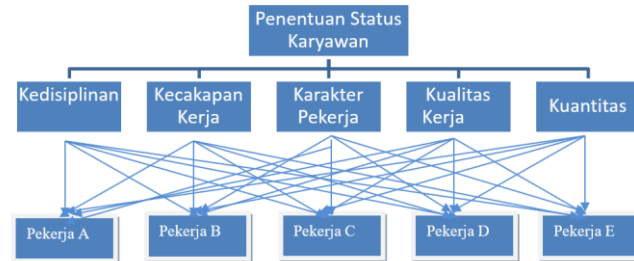 Penentuan Status
Karyawan
Kedisiplinan
Kecakapan
Kerja
Karakter
Pekerja
Kualitas
Kerja
Kuantitas
Pekerja A
Pekerja B
Pekerja C
Pekerja D
Pekerja E